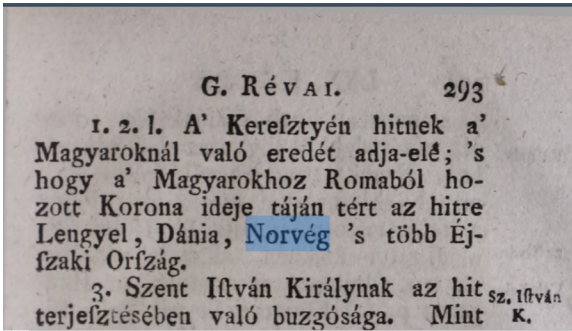 G. Révai. 293
1. 2. l. A' Kereſztyén hitnek a'
Magyaroknál való eredét adja-elé; 's
hogy a' Magyarokhoz Romaból ho-
zott Korona ideje táján tért az hitre
Lengyel, Dánia, Norvég 's több Éj-
ſzaki Orſzág.
3. Szent Iſtván Királynak az hit Sz. Iſtván
terjeſztésében való buzgósága. Mint K.